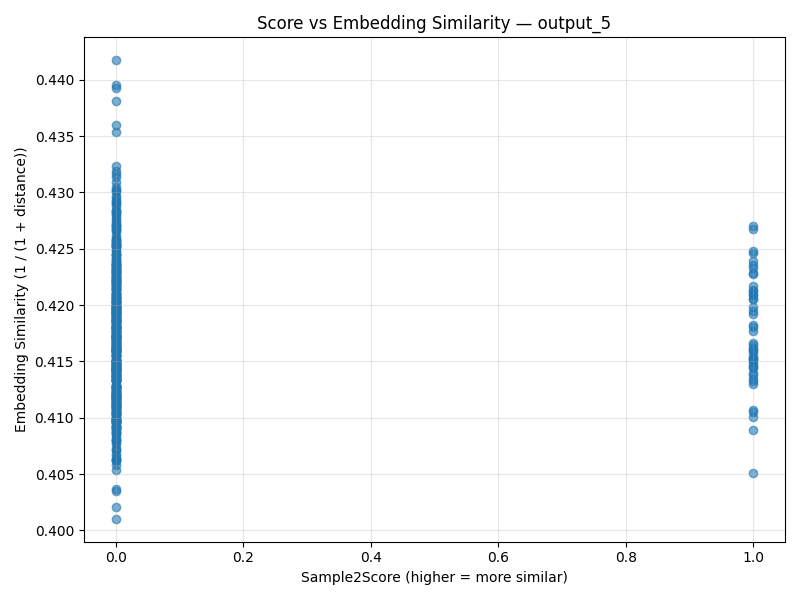 Score vs Embedding Similarity — output_5
Embedding Similarity (1 / (1 + distance))
0.440
0.435
0.430
0.425
0.420
0.415
0.410
0.405
0.400
0.0 0.2 0.4 0.6 0.8 1.0
Sample2Score (higher = more similar)